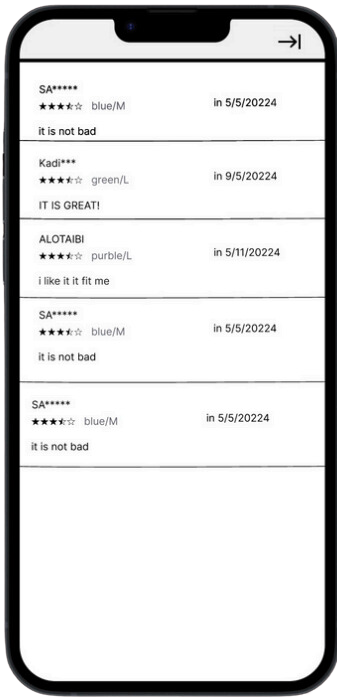 SA*****
★★★⯪☆ blue/M in 5/5/20224
it is not bad
Kadi***
★★★⯪☆ green/L in 9/5/20224
IT IS GREAT!
ALOTAIBI
★★★⯪☆ purble/L in 5/11/20224
i like it it fit me
SA*****
★★★⯪☆ blue/M in 5/5/20224
it is not bad
SA*****
★★★⯪☆ blue/M in 5/5/20224
it is not bad